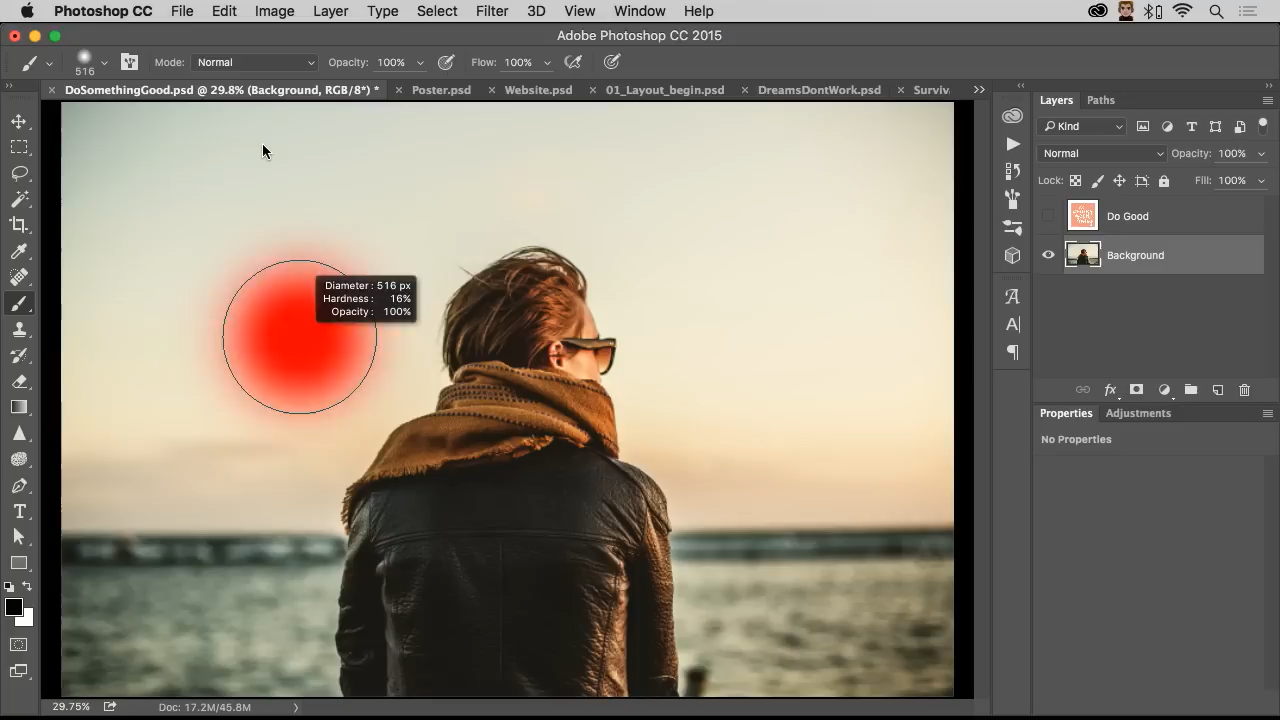 Photoshop CC File Edit Image Layer Type Select Filter 3D View Window Help
Adobe Photoshop CC 2015
516 Mode: Normal Opacity: 100% Flow: 100%
DoSomethingGood.psd @ 29.8% (Background, RGB/8*) * Poster.psd Website.psd 01_Layout_begin.psd DreamsDontWork.psd Surviv
Layers Paths
Kind
Normal Opacity: 100%
Lock: Fill: 100%
Do Good
Background
Diameter: 516 px
Hardness: 16%
Opacity: 100%
fx
Properties Adjustments
No Properties
29.75% Doc: 17.2M/45.8M